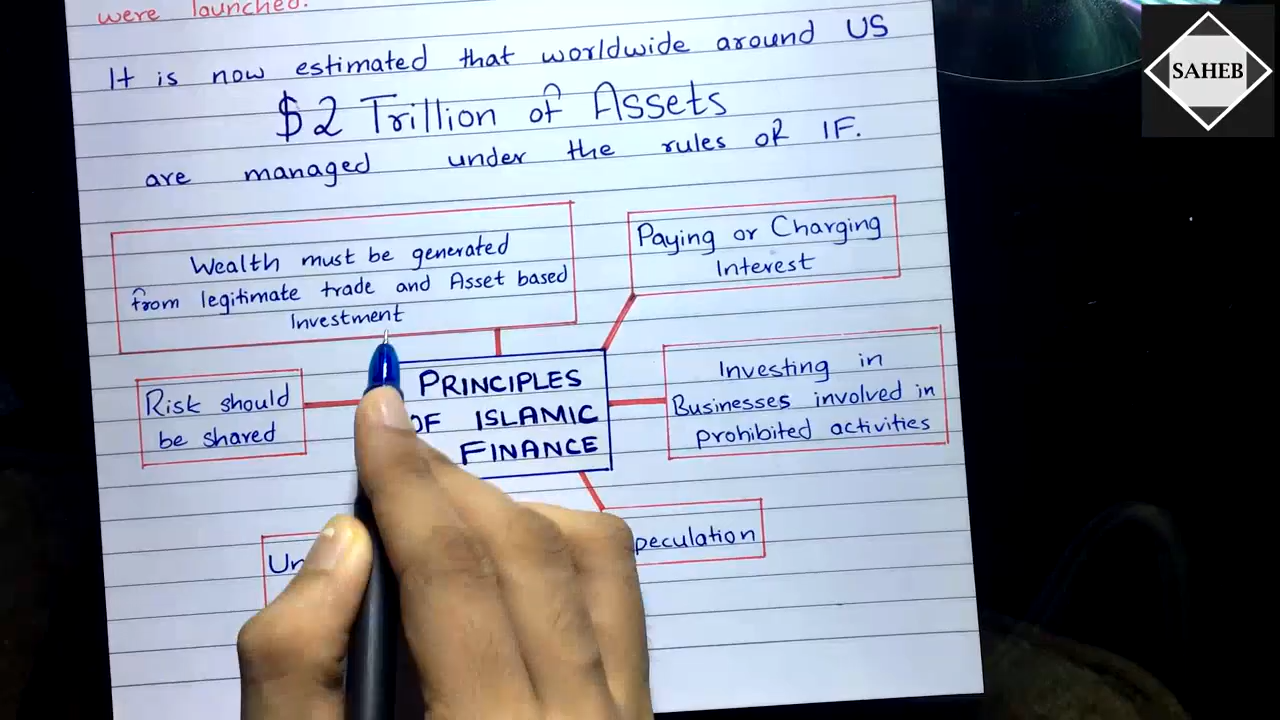 were launched.
It is now estimated that worldwide around US
$2 Trillion of Assets
are managed under the rules of IF.
Wealth must be generated
from legitimate trade and Asset based
Investment
Paying or Charging
Interest
Risk should
be shared
PRINCIPLES
OF ISLAMIC
FINANCE
Investing in
Businesses involved in
prohibited activities
Un
peculation
SAHEB